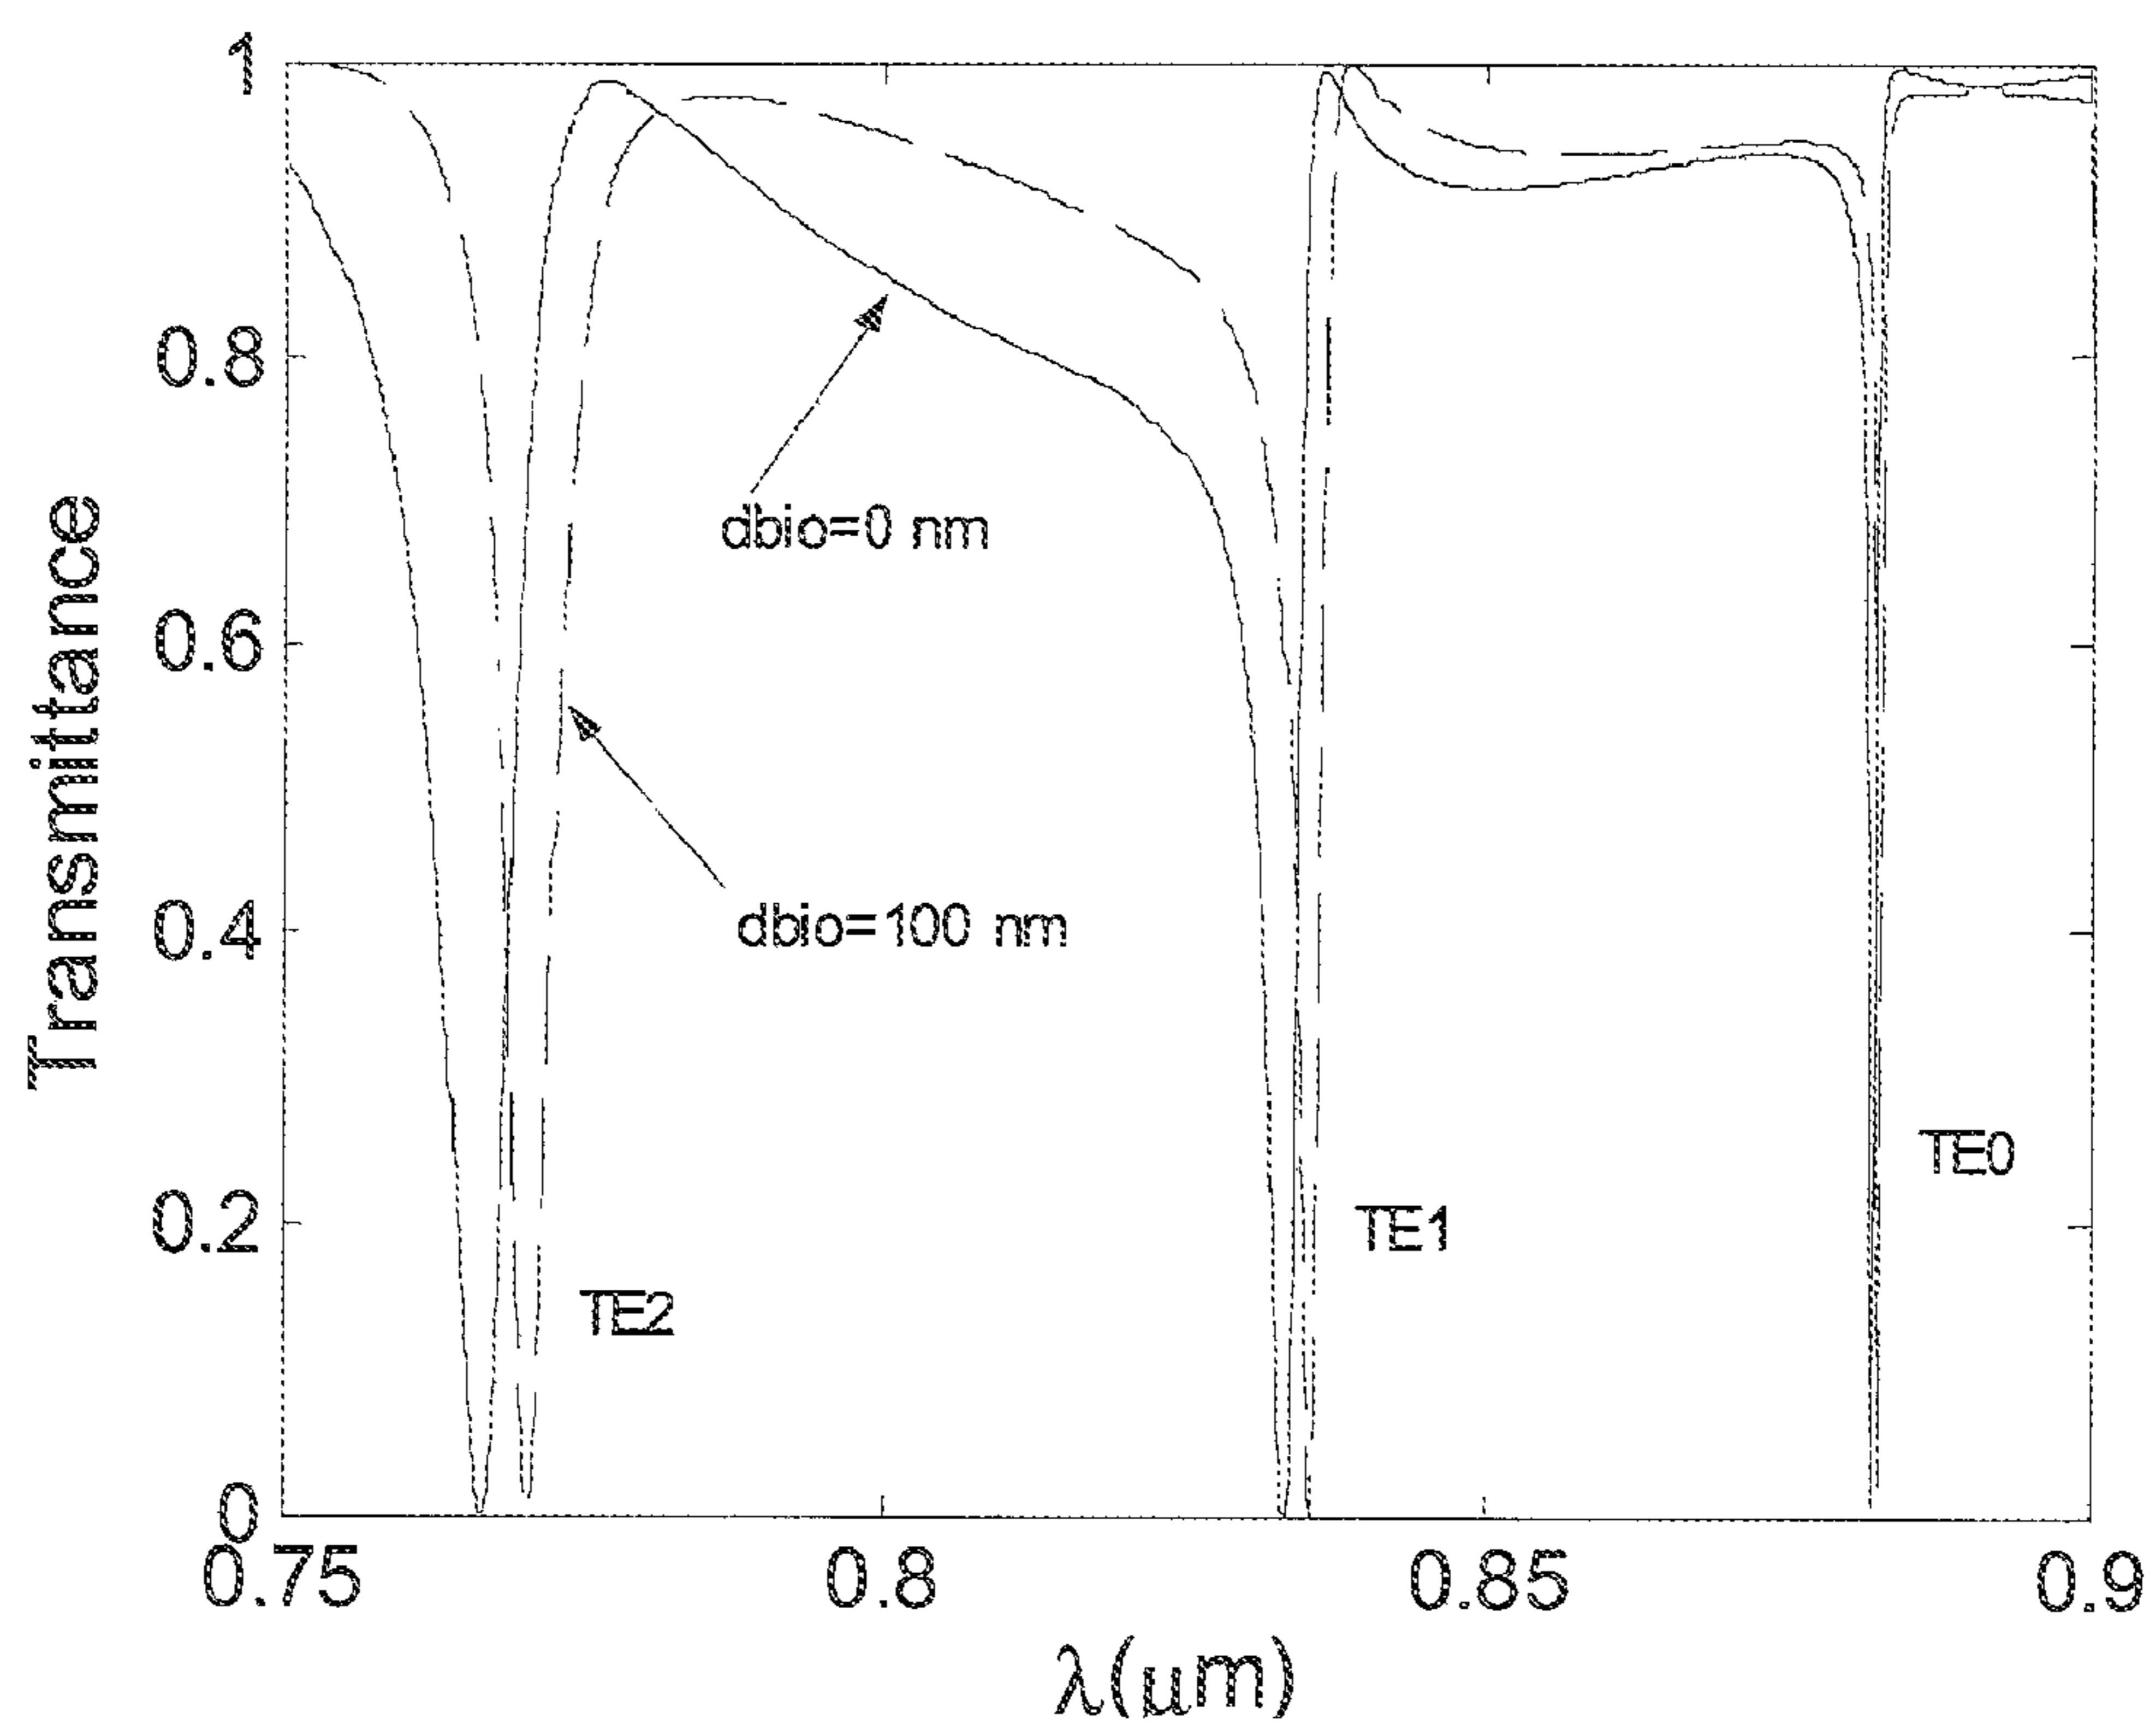 Transmittance
1
0.8
0.6
0.4
0.2
0
dbio=0 nm
dbio=100 nm
TE2
TE1
TE0
0.75
0.8
0.85
0.9
λ(μm)